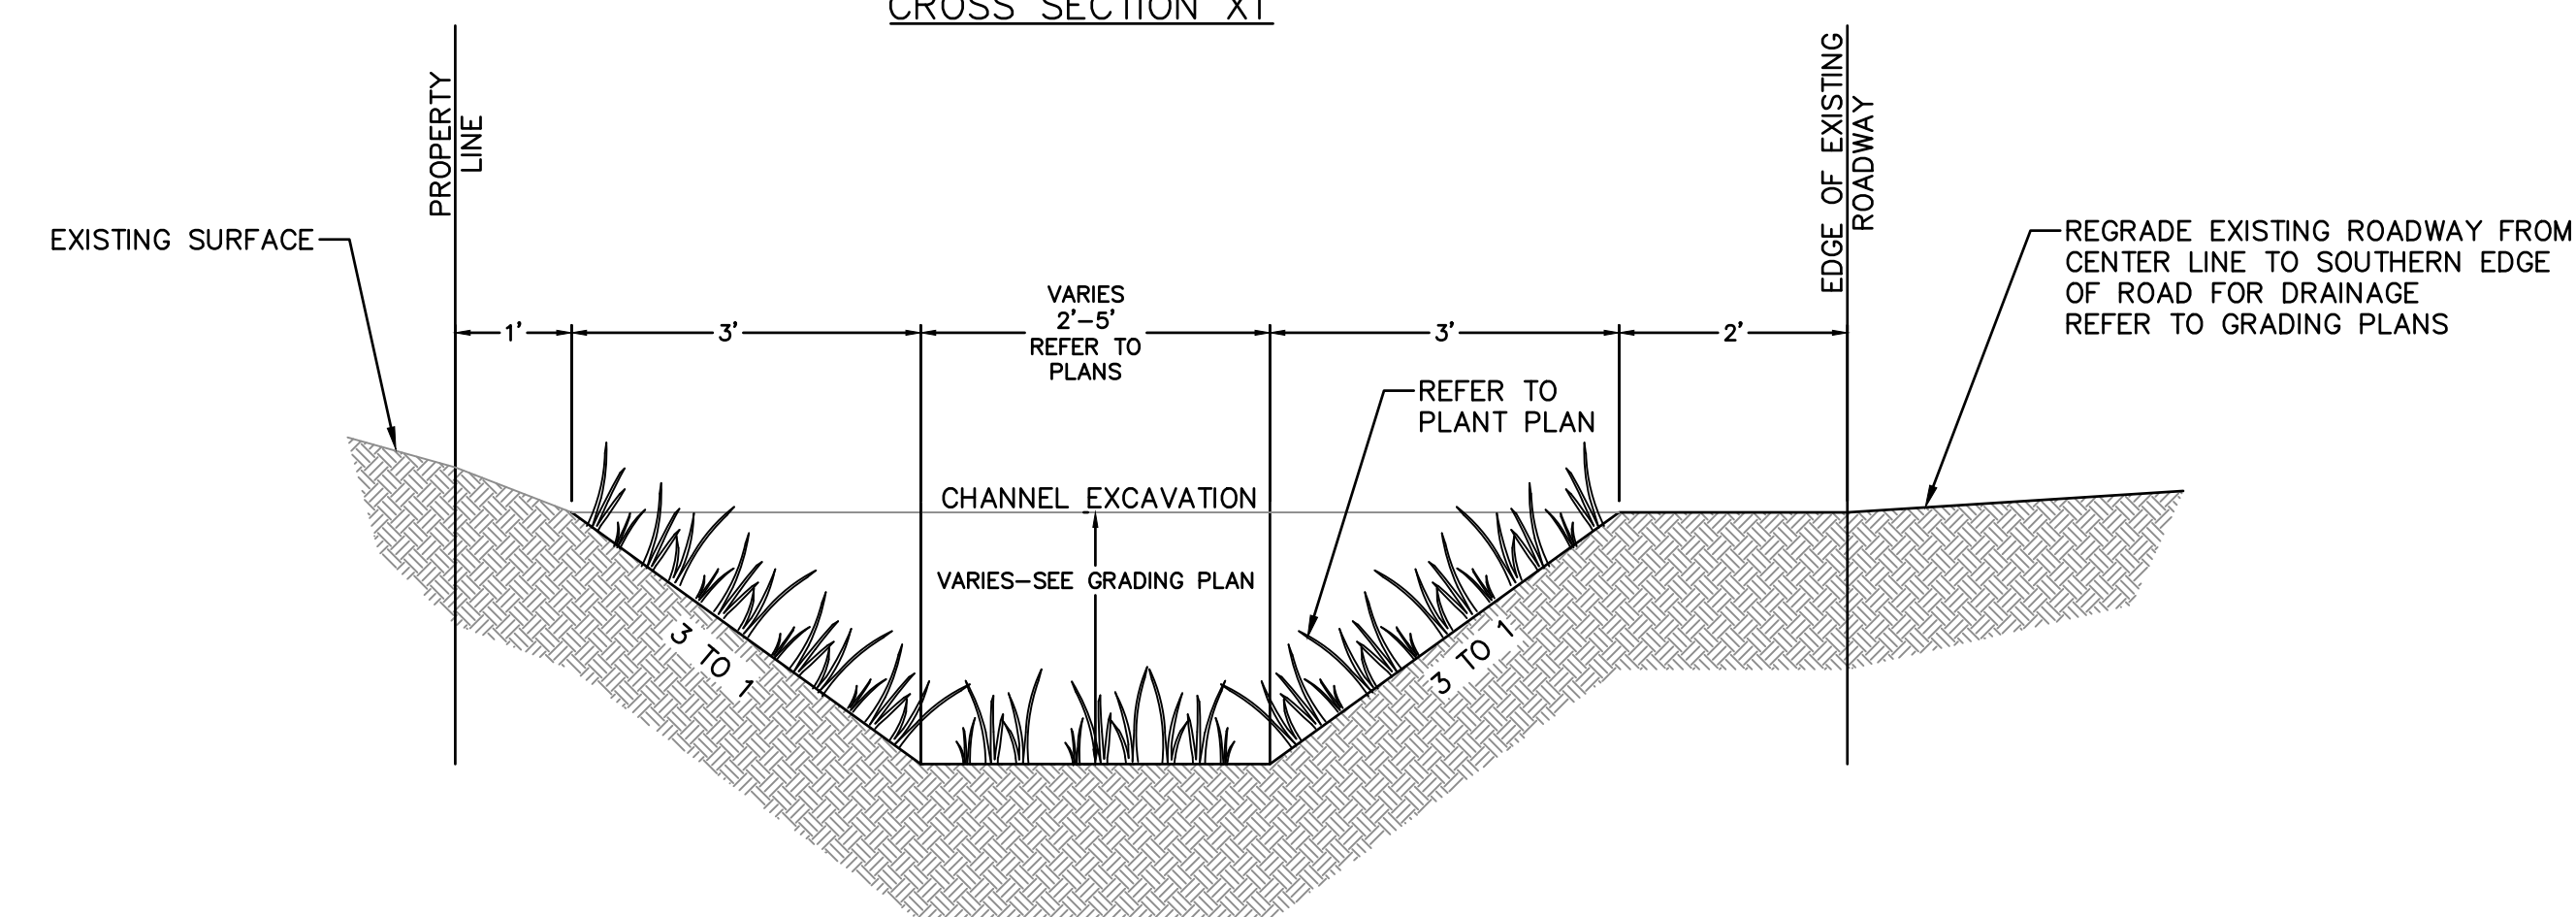 CROSS SECTION X1
PROPERTY
LINE
EDGE OF EXISTING
ROADWAY
EXISTING SURFACE
REGRADE EXISTING ROADWAY FROM
CENTER LINE TO SOUTHERN EDGE
OF ROAD FOR DRAINAGE
REFER TO GRADING PLANS
1'
3'
VARIES
2'-5'
REFER TO
PLANS
3'
2'
REFER TO
PLANT PLAN
CHANNEL EXCAVATION
VARIES-SEE GRADING PLAN
3 TO 1
3 TO 1